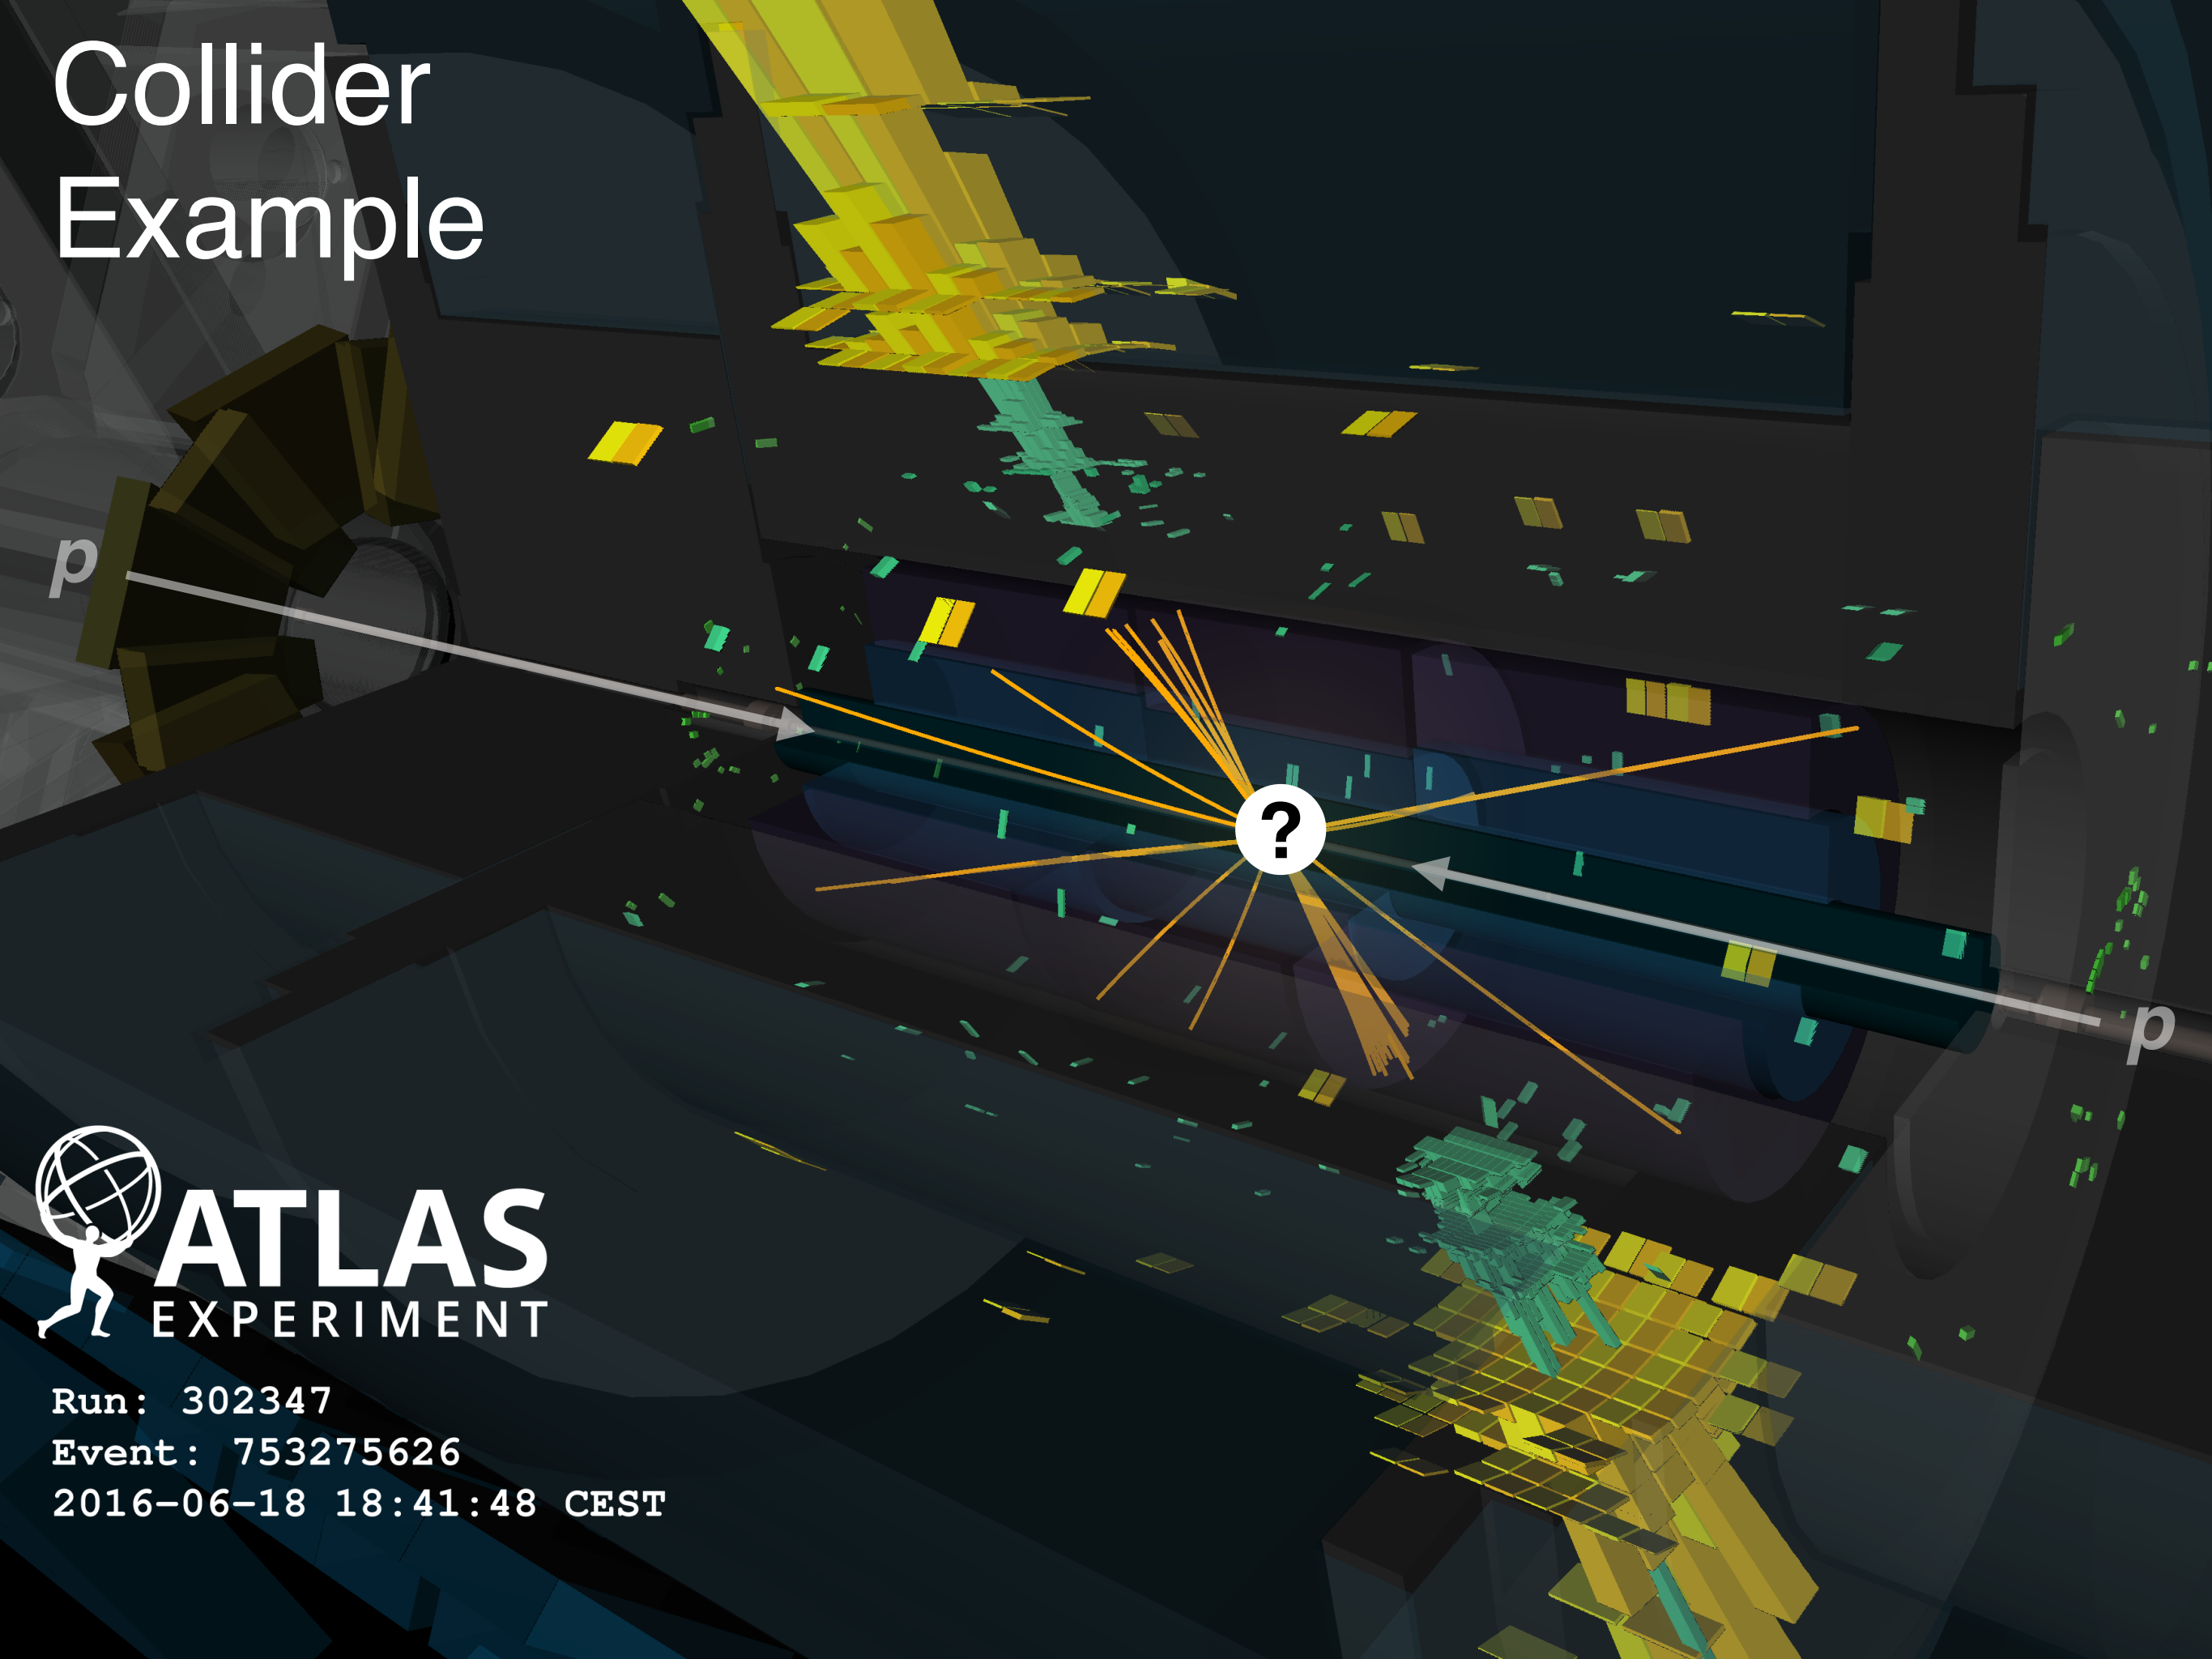 Collider
Example
p
?
p
ATLAS
EXPERIMENT
Run: 302347
Event: 753275626
2016-06-18 18:41:48 CEST